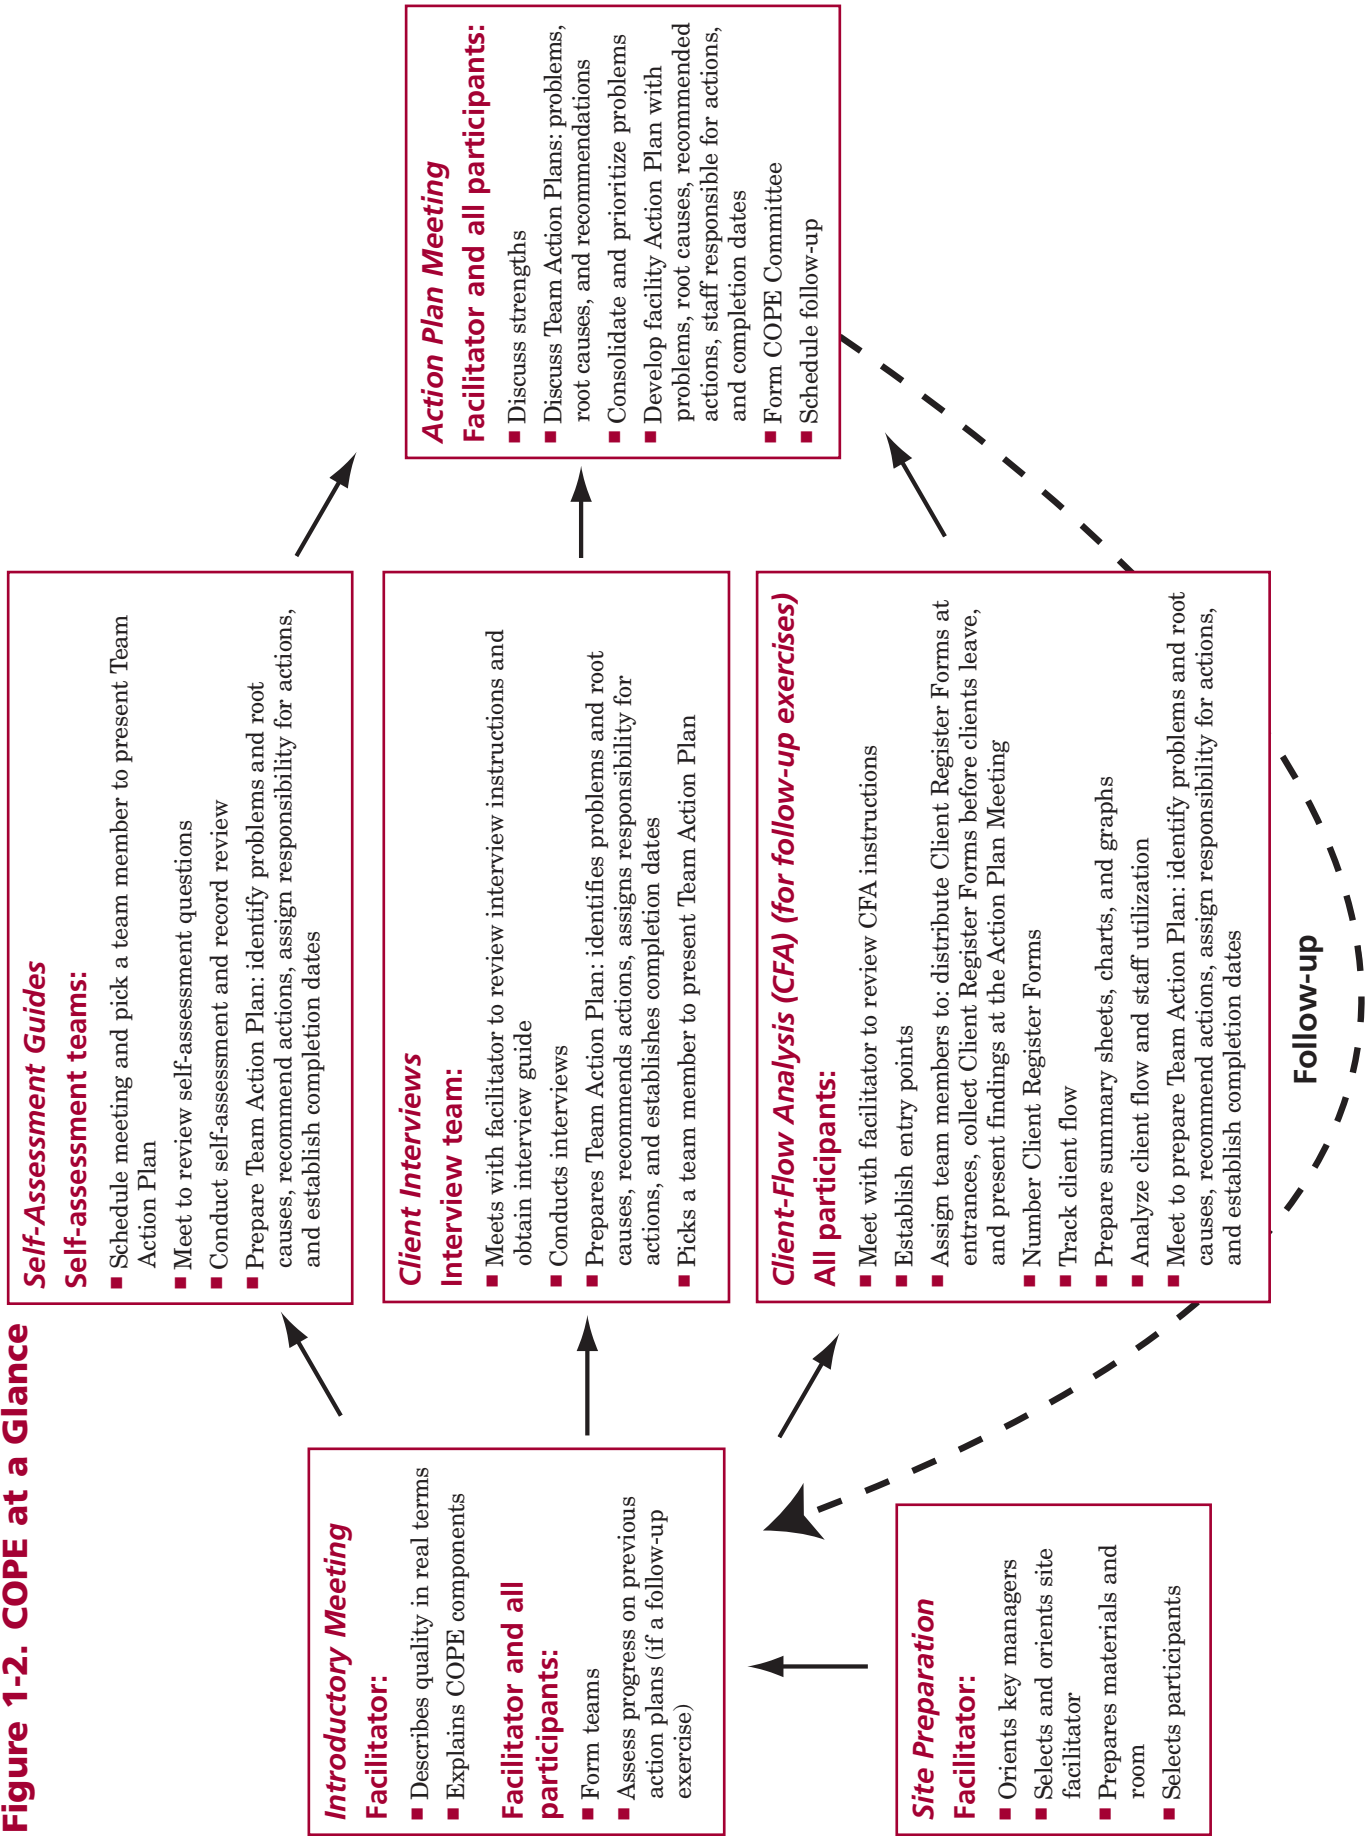 Figure 1-2. COPE at a Glance
Site Preparation
Facilitator:
■ Orients key managers
■ Selects and orients site
facilitator
■ Prepares materials and
room
■ Selects participants
Introductory Meeting
Facilitator:
■ Describes quality in real terms
■ Explains COPE components
Facilitator and all
participants:
■ Form teams
■ Assess progress on previous
action plans (if a follow-up
exercise)
Self-Assessment Guides
Self-assessment teams:
■ Schedule meeting and pick a team member to present Team
Action Plan
■ Meet to review self-assessment questions
■ Conduct self-assessment and record review
■ Prepare Team Action Plan: identify problems and root
causes, recommend actions, assign responsibility for actions,
and establish completion dates
Client Interviews
Interview team:
■ Meets with facilitator to review interview instructions and
obtain interview guide
■ Conducts interviews
■ Prepares Team Action Plan: identifies problems and root
causes, recommends actions, assigns responsibility for
actions, and establishes completion dates
■ Picks a team member to present Team Action Plan
Client-Flow Analysis (CFA) (for follow-up exercises)
All participants:
■ Meet with facilitator to review CFA instructions
■ Establish entry points
■ Assign team members to: distribute Client Register Forms at
entrances, collect Client Register Forms before clients leave,
and present findings at the Action Plan Meeting
■ Number Client Register Forms
■ Track client flow
■ Prepare summary sheets, charts, and graphs
■ Analyze client flow and staff utilization
■ Meet to prepare Team Action Plan: identify problems and root
causes, recommend actions, assign responsibility for actions,
and establish completion dates
Action Plan Meeting
Facilitator and all participants:
■ Discuss strengths
■ Discuss Team Action Plans: problems,
root causes, and recommendations
■ Consolidate and prioritize problems
■ Develop facility Action Plan with
problems, root causes, recommended
actions, staff responsible for actions,
and completion dates
■ Form COPE Committee
■ Schedule follow-up
Follow-up